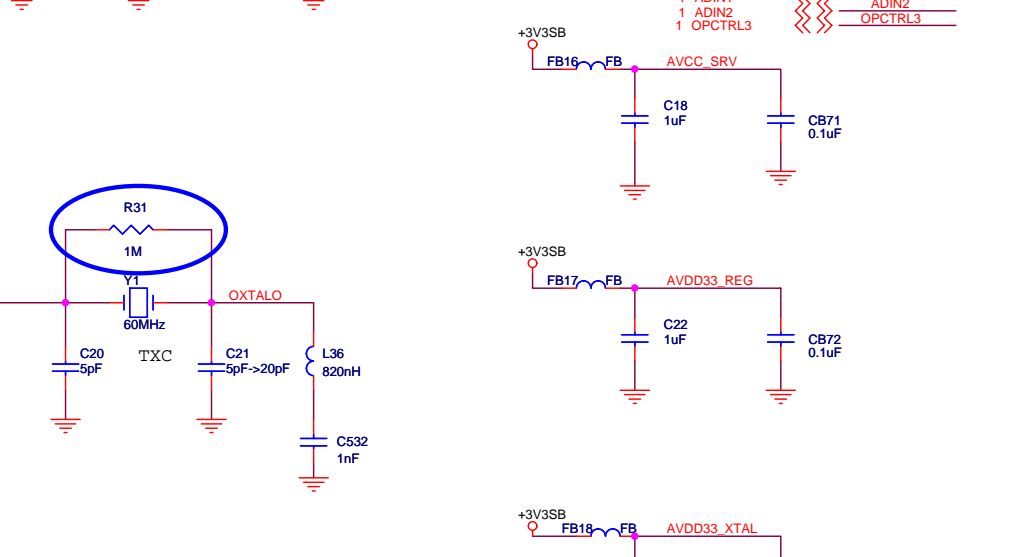 1 ADIN2
1 OPCTRL3
ADIN2
OPCTRL3
+3V3SB
FB16
FB
AVCC_SRV
C18
1uF
CB71
0.1uF
R31
1M
Y1
60MHz
OXTALO
C20
5pF
TXC
C21
5pF->20pF
L36
820nH
C532
1nF
+3V3SB
FB17
FB
AVDD33_REG
C22
1uF
CB72
0.1uF
+3V3SB
FB18
FB
AVDD33_XTAL